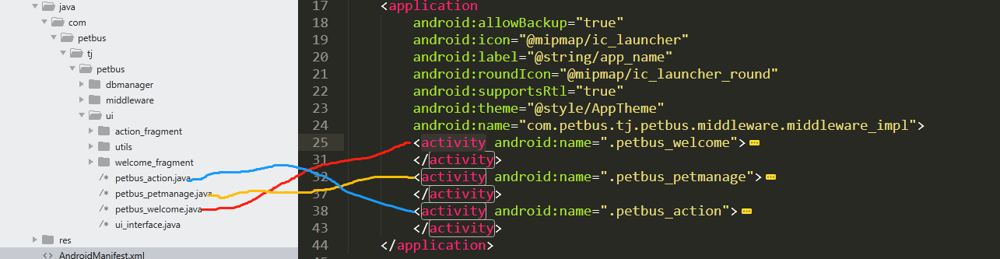 java
com
petbus
tj
petbus
dbmanager
middleware
ui
action_fragment
utils
welcome_fragment
/* petbus_action.java
/* petbus_petmanage.java
/* petbus_welcome.java
/* ui_interface.java
res
<> AndroidManifest.xml
17 <application
18 android:allowBackup="true"
19 android:icon="@mipmap/ic_launcher"
20 android:label="@string/app_name"
21 android:roundIcon="@mipmap/ic_launcher_round"
22 android:supportsRtl="true"
23 android:theme="@style/AppTheme"
24 android:name="com.petbus.tj.petbus.middleware.middleware_impl">
25 <activity android:name=".petbus_welcome">
31 </activity>
32 <activity android:name=".petbus_petmanage">
37 </activity>
38 <activity android:name=".petbus_action">
43 </activity>
44 </application>